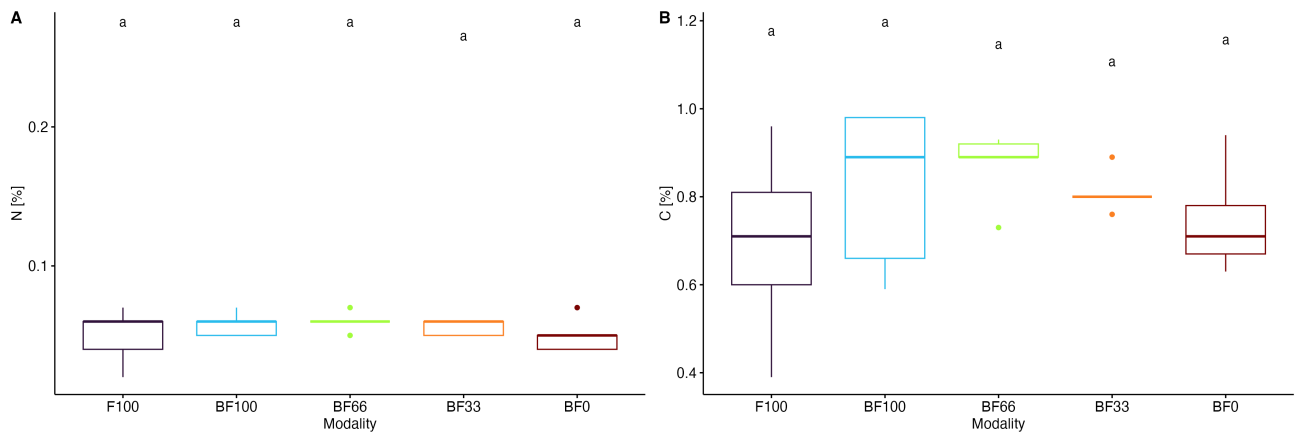 A
a a a a a
0.2
N [%]
0.1
F100 BF100 BF66 BF33 BF0
Modality
B
1.2
a a a a a
1.0
0.8
C [%]
0.6
0.4
F100 BF100 BF66 BF33 BF0
Modality